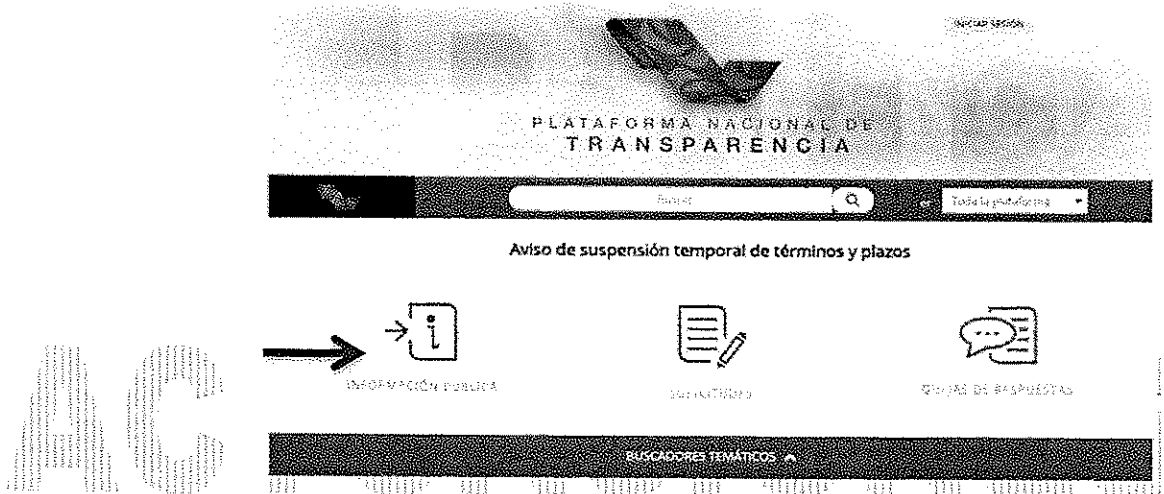 INICIAR SESIÓN
PLATAFORMA NACIONAL DE
TRANSPARENCIA
Buscar
Toda la plataforma
Aviso de suspensión temporal de términos y plazos
INFORMACIÓN PÚBLICA
SOLICITUDES
QUEJAS DE RESPUESTAS
BUSCADORES TEMÁTICOS
AC